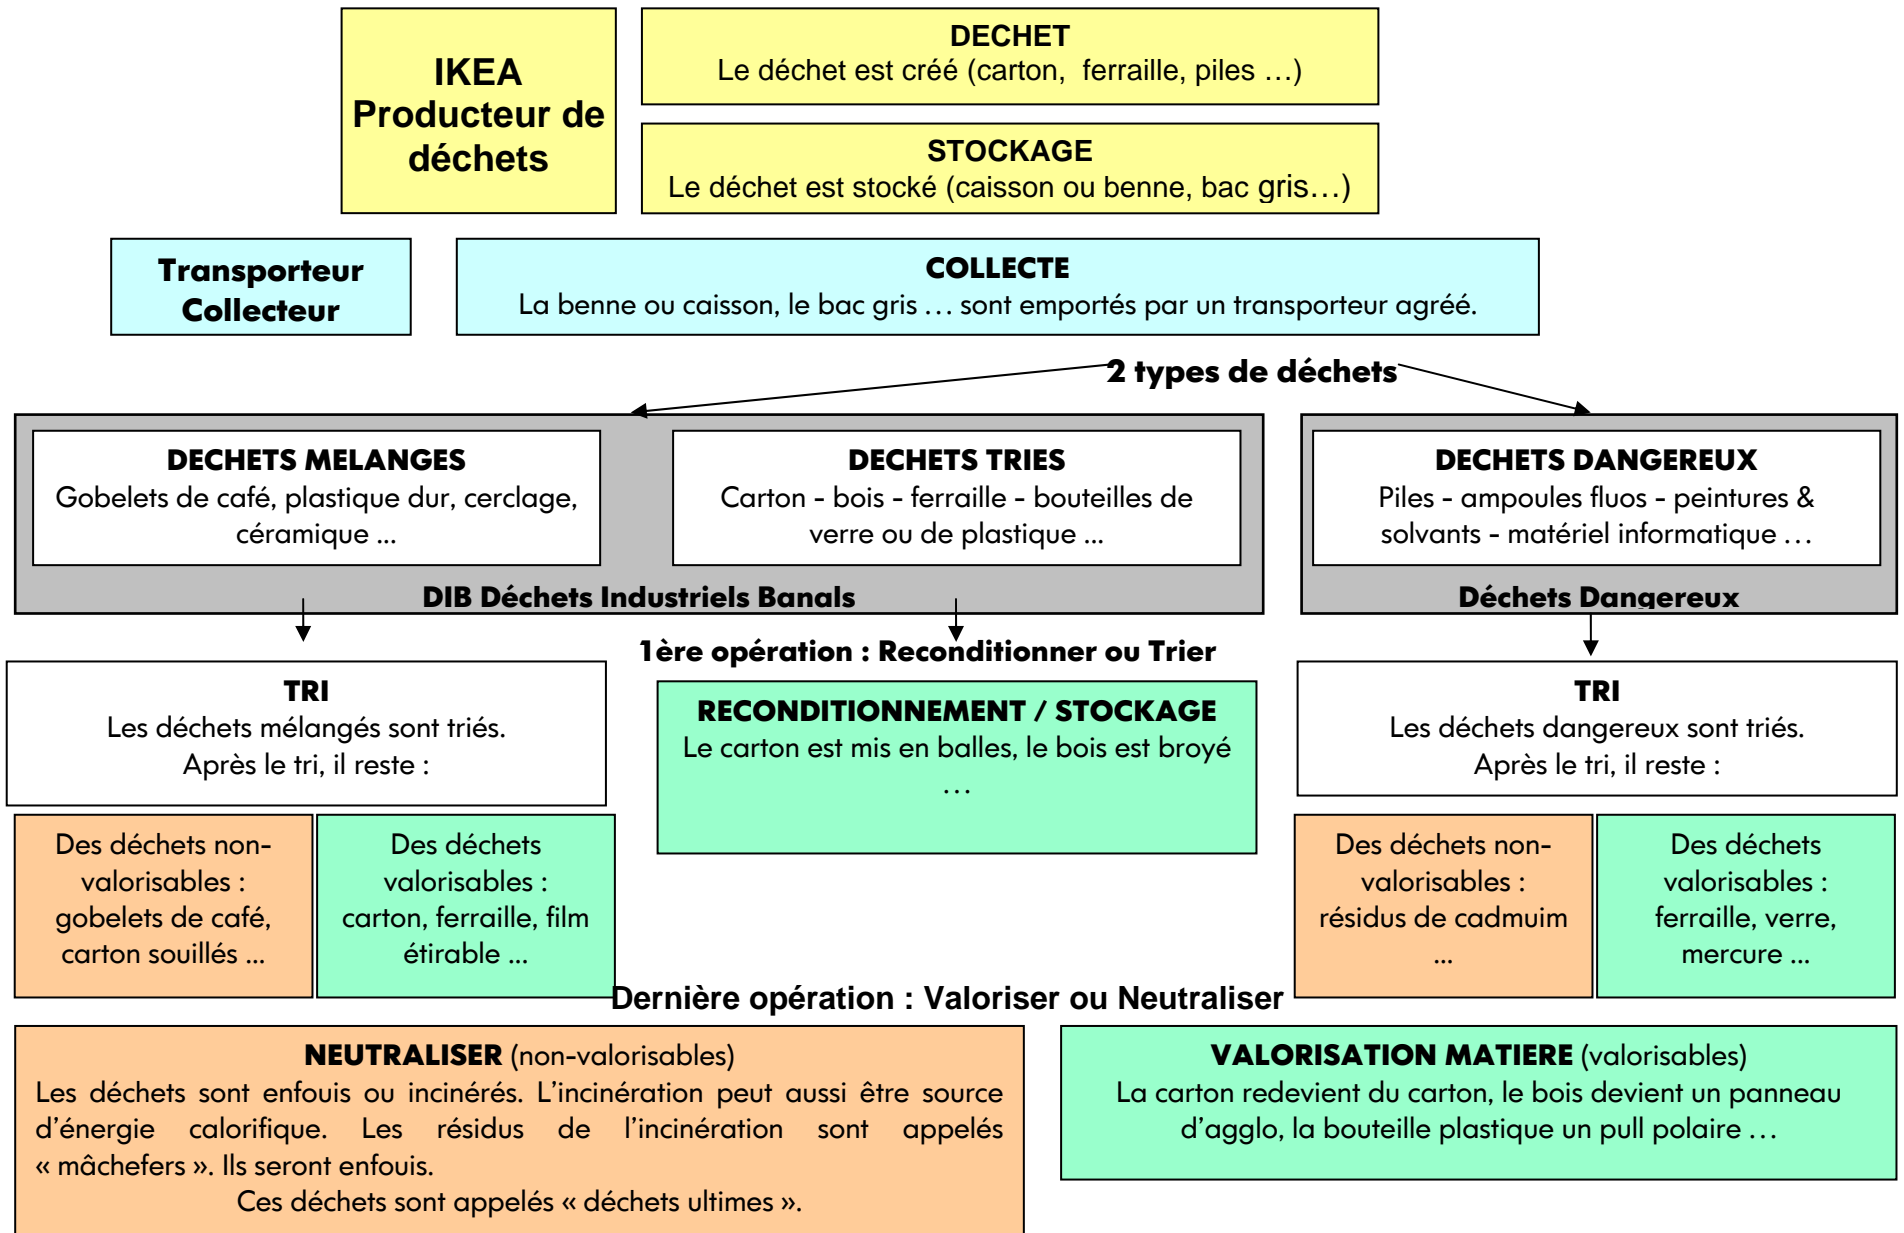 IKEA
Producteur de
déchets
DECHET
Le déchet est créé (carton, ferraille, piles …)
STOCKAGE
Le déchet est stocké (caisson ou benne, bac gris…)
Transporteur
Collecteur
COLLECTE
La benne ou caisson, le bac gris … sont emportés par un transporteur agréé.
2 types de déchets
DECHETS MELANGES
Gobelets de café, plastique dur, cerclage,
céramique ...
DECHETS TRIES
Carton - bois - ferraille - bouteilles de
verre ou de plastique ...
DIB Déchets Industriels Banals
DECHETS DANGEREUX
Piles - ampoules fluos - peintures &
solvants - matériel informatique …
Déchets Dangereux
1ère opération : Reconditionner ou Trier
TRI
Les déchets mélangés sont triés.
Après le tri, il reste :
RECONDITIONNEMENT / STOCKAGE
Le carton est mis en balles, le bois est broyé
…
TRI
Les déchets dangereux sont triés.
Après le tri, il reste :
Des déchets non-
valorisables :
gobelets de café,
carton souillés ...
Des déchets
valorisables :
carton, ferraille, film
étirable ...
Des déchets non-
valorisables :
résidus de cadmuim
...
Des déchets
valorisables :
ferraille, verre,
mercure ...
Dernière opération : Valoriser ou Neutraliser
NEUTRALISER (non-valorisables)
Les déchets sont enfouis ou incinérés. L'incinération peut aussi être source
d'énergie calorifique. Les résidus de l'incinération sont appelés
« mâchefers ». Ils seront enfouis.
Ces déchets sont appelés « déchets ultimes ».
VALORISATION MATIERE (valorisables)
La carton redevient du carton, le bois devient un panneau
d'agglo, la bouteille plastique un pull polaire …